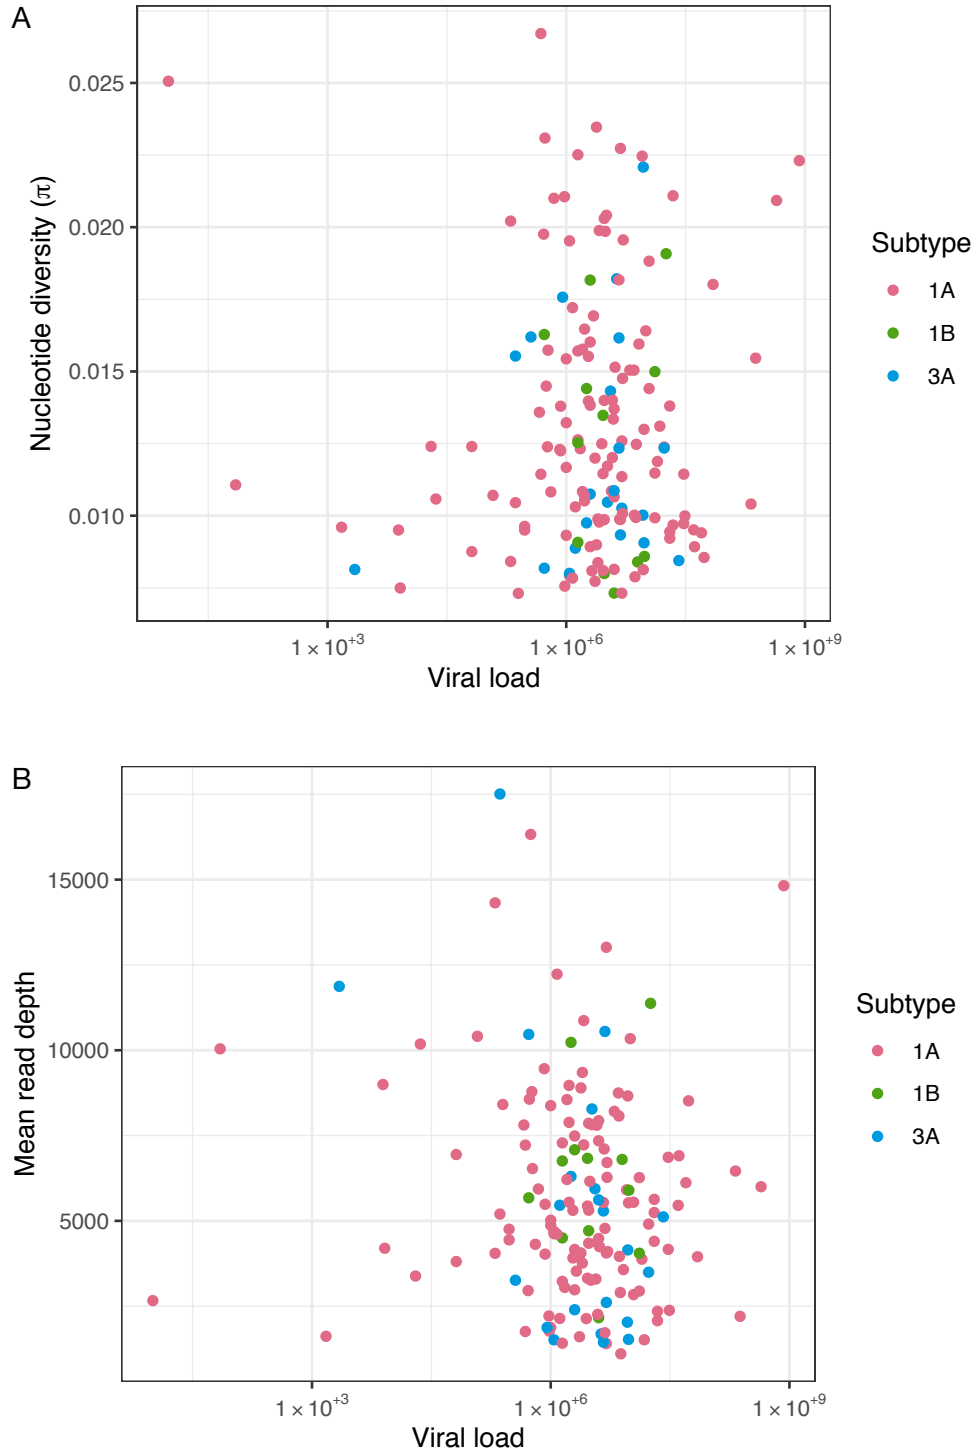 A
0.025
0.020
0.015
0.010
Nucleotide diversity (π)
1 × 10⁺³ 1 × 10⁺⁶ 1 × 10⁺⁹
Viral load
Subtype
1A
1B
3A
B
15000
10000
5000
Mean read depth
1 × 10⁺³ 1 × 10⁺⁶ 1 × 10⁺⁹
Viral load
Subtype
1A
1B
3A